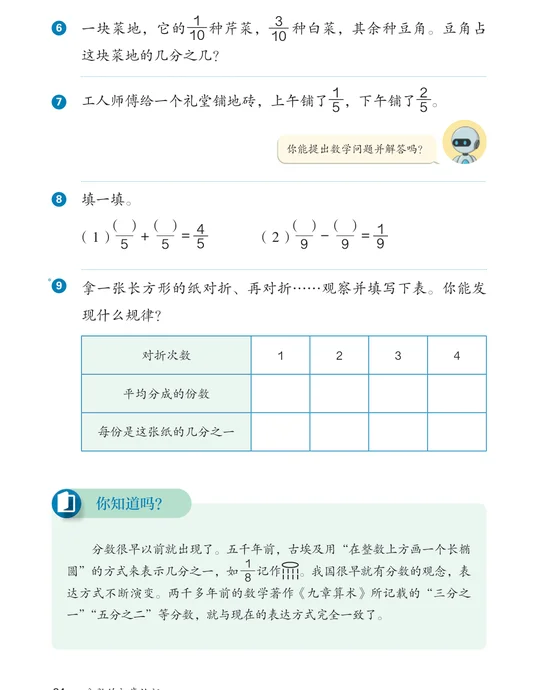 6 一块菜地，它的1/10种芹菜，3/10种白菜，其余种豆角。豆角占
这块菜地的几分之几？
7 工人师傅给一个礼堂铺地砖，上午铺了1/5，下午铺了2/5。
你能提出数学问题并解答吗？
8 填一填。
（1）( )/5 + ( )/5 = 4/5 （2）( )/9 − ( )/9 = 1/9
*9 拿一张长方形的纸对折、再对折……观察并填写下表。你能发
现什么规律？
对折次数 1 2 3 4
平均分成的份数
每份是这张纸的几分之一
你知道吗？
分数很早以前就出现了。五千年前，古埃及用“在整数上方画一个长椭
圆”的方式来表示几分之一，如1/8记作。我国很早就有分数的观念，表
达方式不断演变。两千多年前的数学著作《九章算术》所记载的“三分之
一”“五分之二”等分数，就与现在的表达方式完全一致了。